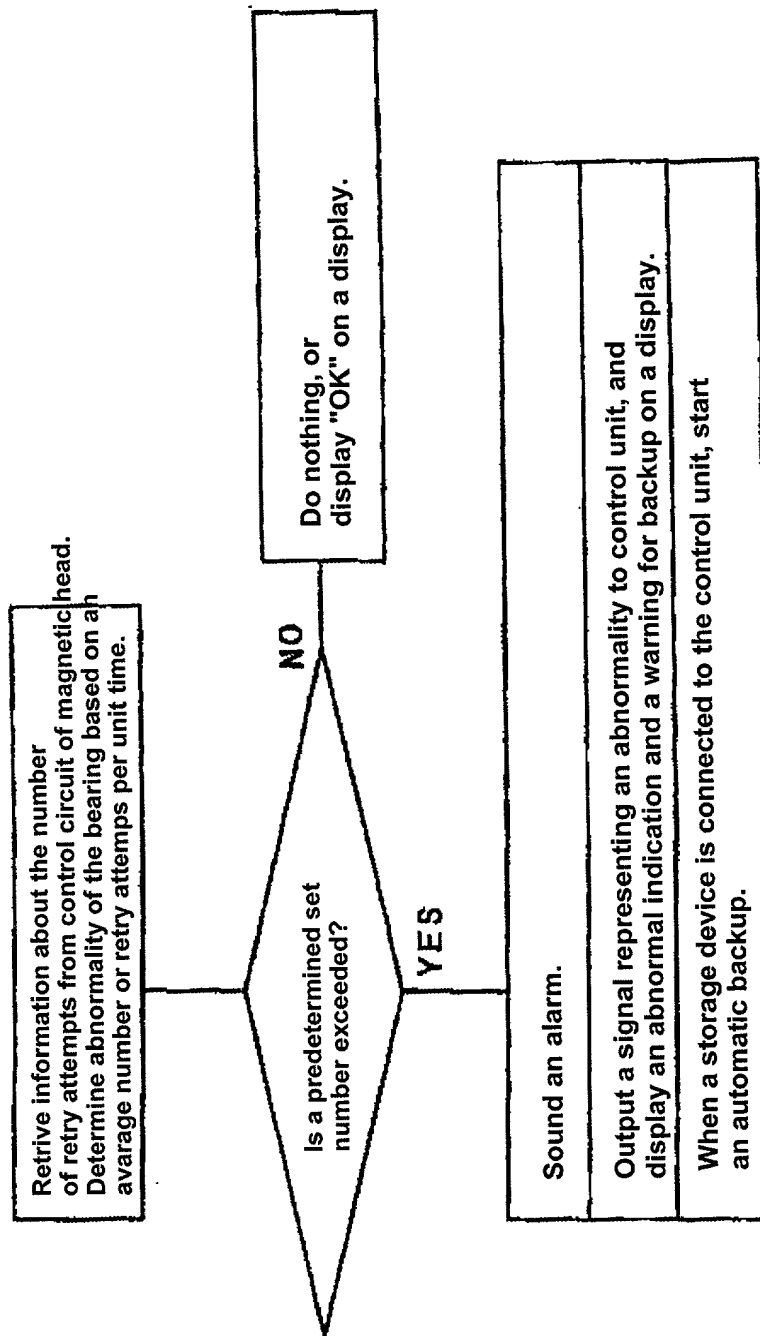 Retrive information about the number
of retry attempts from control circuit of magnetic head.
Determine abnormality of the bearing based on an
avarage number or retry attemps per unit time.
Is a predetermined set
number exceeded?
NO
Do nothing, or
display "OK" on a display.
YES
Sound an alarm.
Output a signal representing an abnormality to control unit, and
display an abnormal indication and a warning for backup on a display.
When a storage device is connected to the control unit, start
an automatic backup.